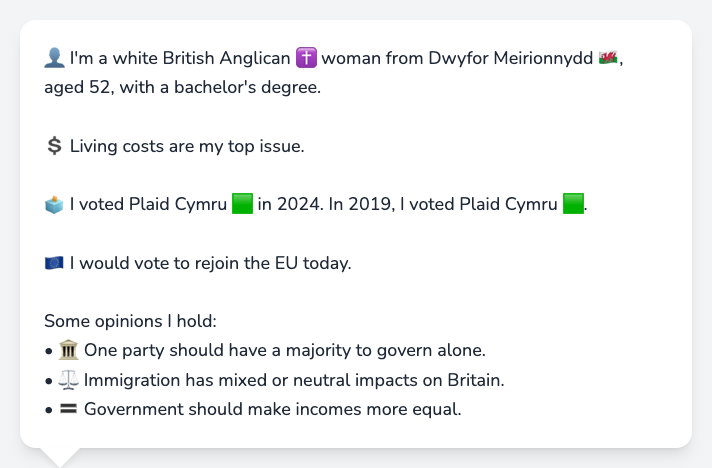 👤 I'm a white British Anglican ✝️ woman from Dwyfor Meirionnydd 🏴󠁧󠁢󠁷󠁬󠁳󠁿,
aged 52, with a bachelor's degree.
💲 Living costs are my top issue.
🗳️ I voted Plaid Cymru 🟩 in 2024. In 2019, I voted Plaid Cymru 🟩.
🇪🇺 I would vote to rejoin the EU today.
Some opinions I hold:
• 🏛️ One party should have a majority to govern alone.
• ⚖️ Immigration has mixed or neutral impacts on Britain.
• 🟰 Government should make incomes more equal.